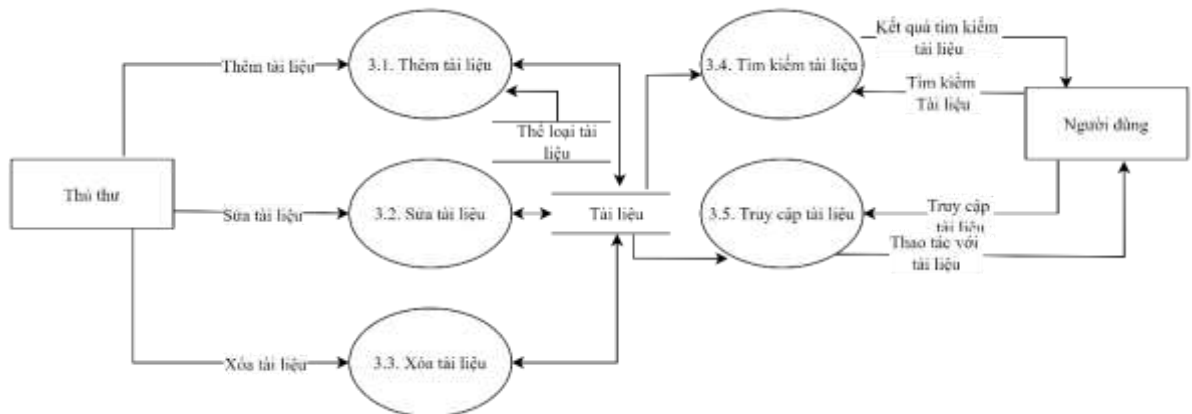 Kết quả tìm kiếm
tài liệu
Thêm tài liệu
3.1. Thêm tài liệu
3.4. Tìm kiếm tài liệu
Tìm kiếm
Tài liệu
Thể loại tài
liệu
Người dùng
Thủ thư
Sửa tài liệu
3.2. Sửa tài liệu
Tài liệu
3.5. Truy cập tài liệu
Truy cập
tài liệu
Thao tác với
tài liệu
Xóa tài liệu
3.3. Xóa tài liệu